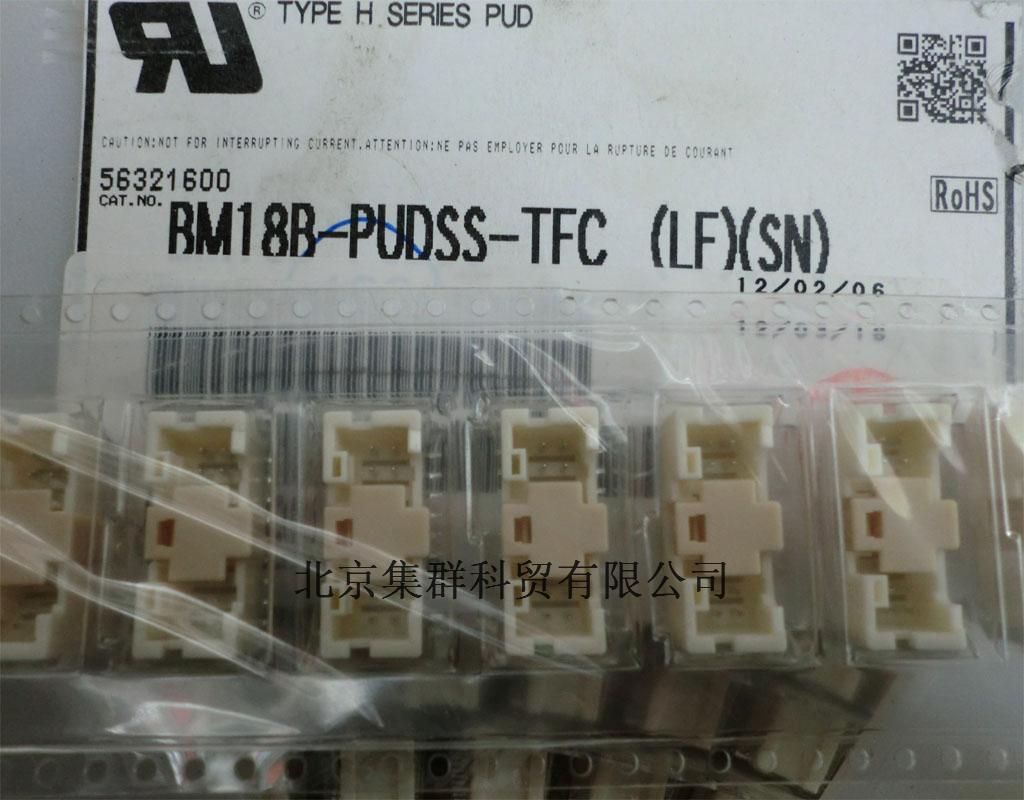 ® TYPE H SERIES PUD
CAUTION:NOT FOR INTERRUPTING CURRENT.ATTENTION:NE PAS EMPLOYER POUR LA RUPTURE DE COURANT
56321600
RoHS
CAT.NO. BM18B-PUDSS-TFC (LF)(SN)
12/02/06
北京集群科贸有限公司